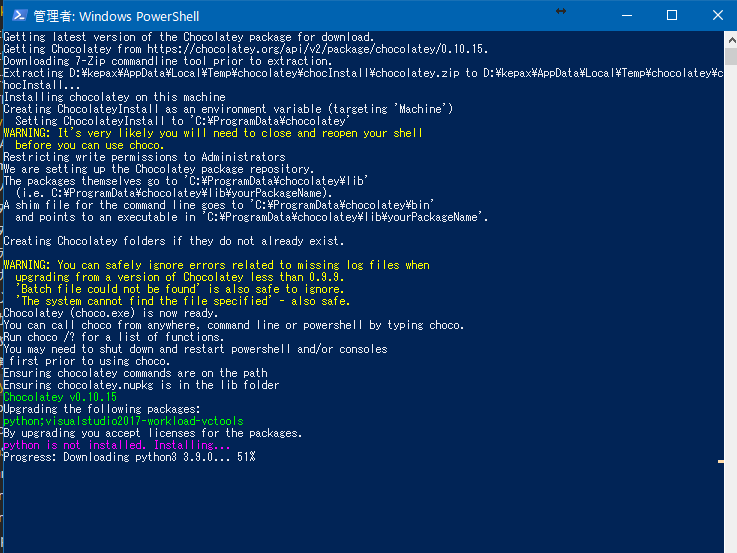 管理者: Windows PowerShell
Getting latest version of the Chocolatey package for download.
Getting Chocolatey from https://chocolatey.org/api/v2/package/chocolatey/0.10.15.
Downloading 7-Zip commandline tool prior to extraction.
Extracting D:¥kepax¥AppData¥Local¥Temp¥chocolatey¥chocInstall¥chocolatey.zip to D:¥kepax¥AppData¥Local¥Temp¥chocolatey¥c
hocInstall...
Installing chocolatey on this machine
Creating ChocolateyInstall as an environment variable (targeting 'Machine')
  Setting ChocolateyInstall to 'C:¥ProgramData¥chocolatey'
WARNING: It's very likely you will need to close and reopen your shell
  before you can use choco.
Restricting write permissions to Administrators
We are setting up the Chocolatey package repository.
The packages themselves go to 'C:¥ProgramData¥chocolatey¥lib'
  (i.e. C:¥ProgramData¥chocolatey¥lib¥yourPackageName).
A shim file for the command line goes to 'C:¥ProgramData¥chocolatey¥bin'
  and points to an executable in 'C:¥ProgramData¥chocolatey¥lib¥yourPackageName'.
Creating Chocolatey folders if they do not already exist.
WARNING: You can safely ignore errors related to missing log files when
  upgrading from a version of Chocolatey less than 0.9.9.
  'Batch file could not be found' is also safe to ignore.
  'The system cannot find the file specified' - also safe.
Chocolatey (choco.exe) is now ready.
You can call choco from anywhere, command line or powershell by typing choco.
Run choco /? for a list of functions.
You may need to shut down and restart powershell and/or consoles
 first prior to using choco.
Ensuring chocolatey commands are on the path
Ensuring chocolatey.nupkg is in the lib folder
Chocolatey v0.10.15
Upgrading the following packages:
python;visualstudio2017-workload-vctools
By upgrading you accept licenses for the packages.
python is not installed. Installing...
Progress: Downloading python3 3.9.0... 51%